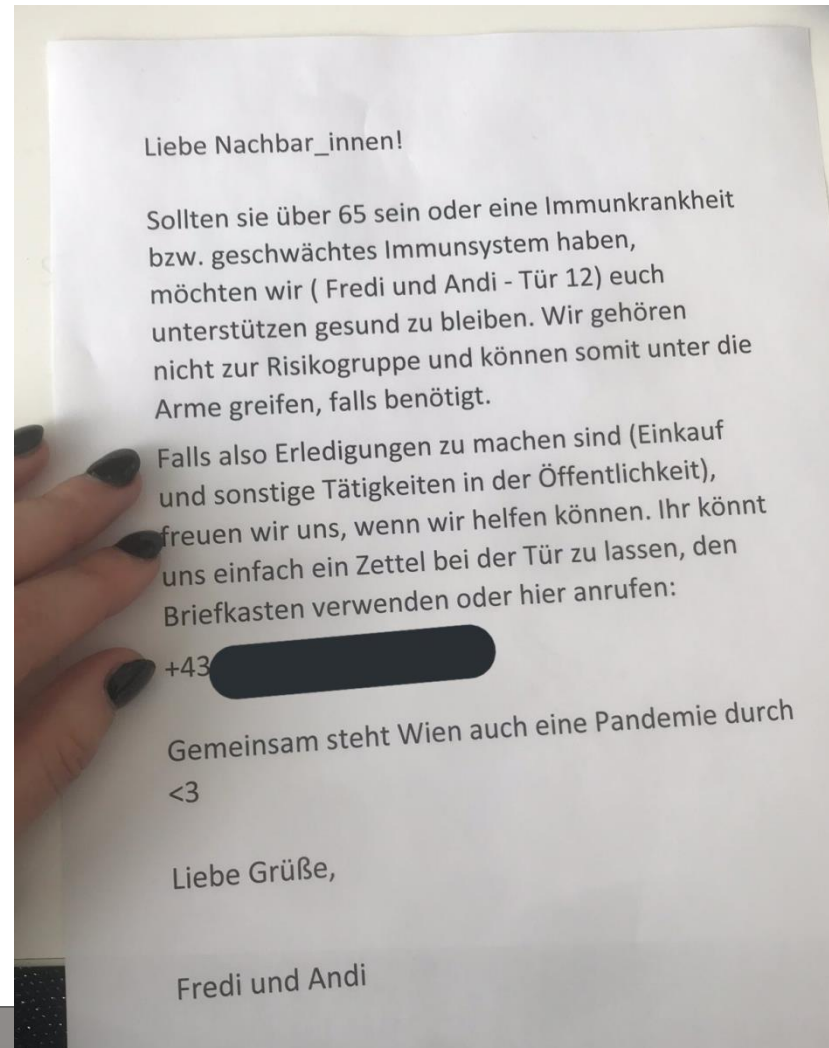 Liebe Nachbar_innen!
Sollten sie über 65 sein oder eine Immunkrankheit
bzw. geschwächtes Immunsystem haben,
möchten wir ( Fredi und Andi - Tür 12) euch
unterstützen gesund zu bleiben. Wir gehören
nicht zur Risikogruppe und können somit unter die
Arme greifen, falls benötigt.
Falls also Erledigungen zu machen sind (Einkauf
und sonstige Tätigkeiten in der Öffentlichkeit),
freuen wir uns, wenn wir helfen können. Ihr könnt
uns einfach ein Zettel bei der Tür zu lassen, den
Briefkasten verwenden oder hier anrufen:
+43
Gemeinsam steht Wien auch eine Pandemie durch
<3
Liebe Grüße,
Fredi und Andi